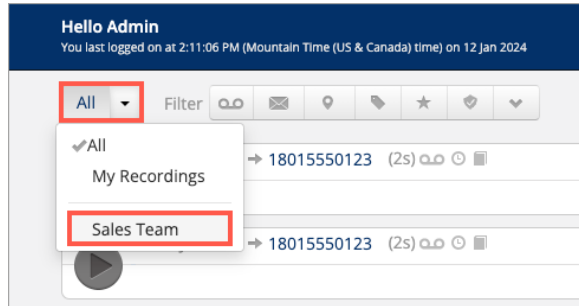 Hello Admin
You last logged on at 2:11:06 PM (Mountain Time (US & Canada) time) on 12 Jan 2024
All Filter
All
My Recordings
18015550123 (2s)
Sales Team
18015550123 (2s)